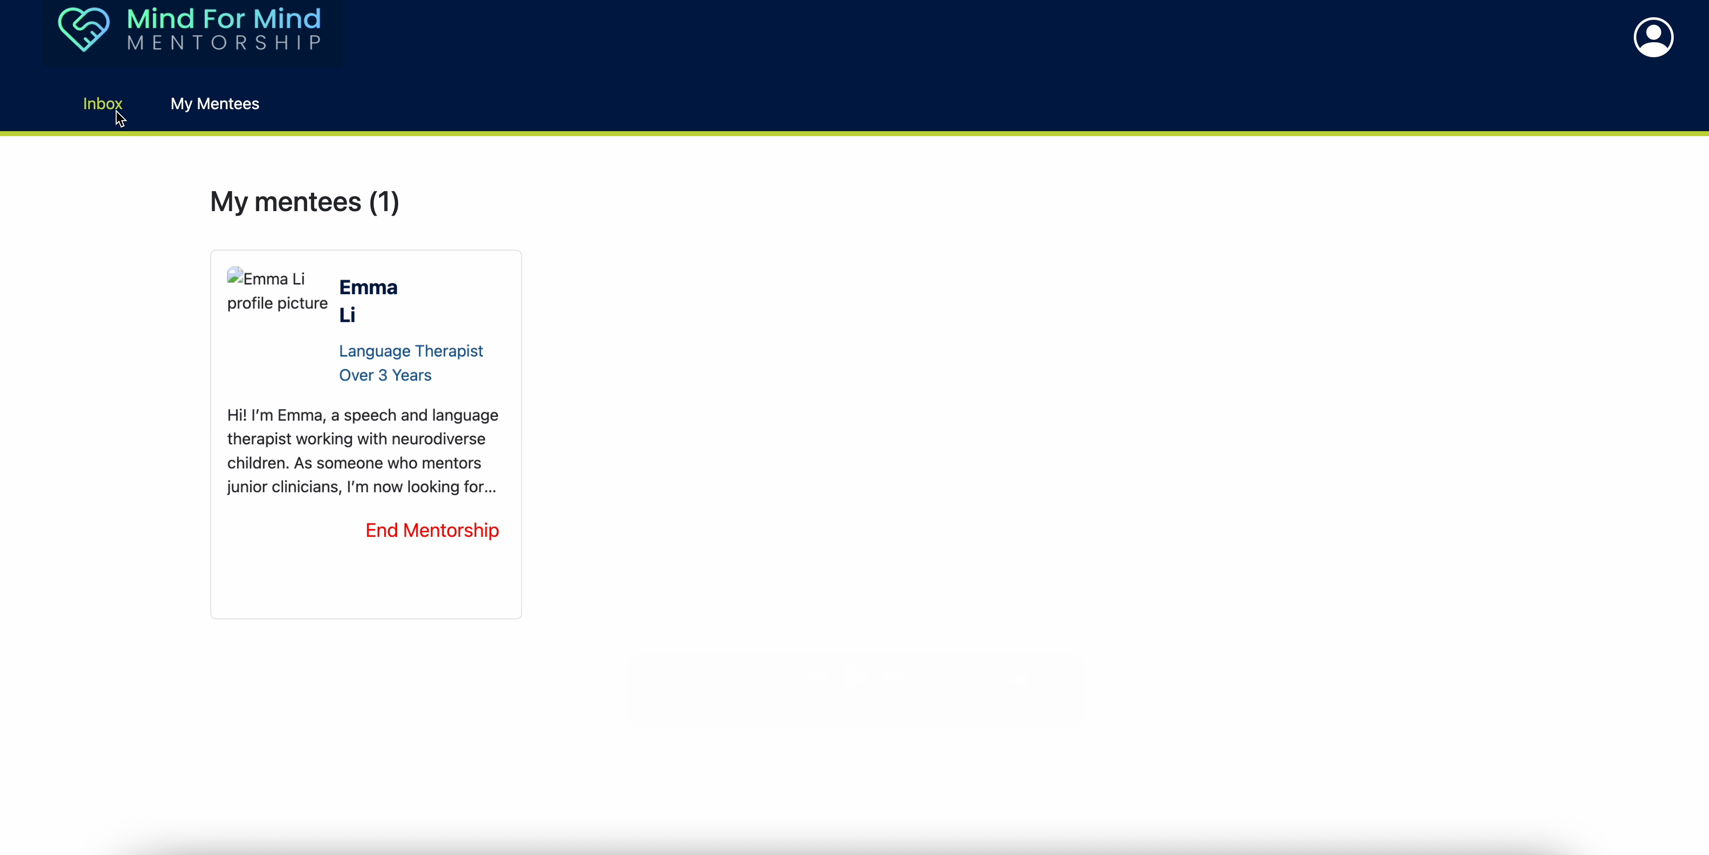 Mind For Mind
MENTORSHIP
Inbox
My Mentees
My mentees (1)
Emma Li
profile picture
Emma
Li
Language Therapist
Over 3 Years
Hi! I’m Emma, a speech and language
therapist working with neurodiverse
children. As someone who mentors
junior clinicians, I’m now looking for...
End Mentorship